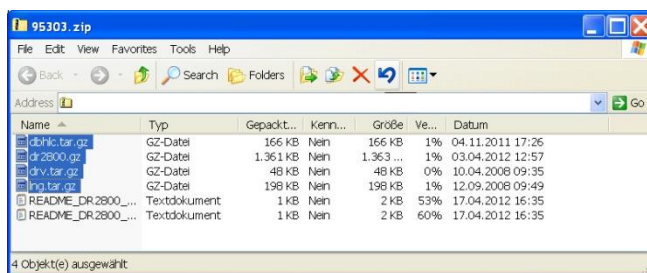 95303.zip
File Edit View Favorites Tools Help
Back Search Folders
Address Go
Name Typ Gepackt... Kenn... Größe Ve... Datum
dbhlc.tar.gz GZ-Datei 166 KB Nein 166 KB 1% 04.11.2011 17:26
dr2800.gz GZ-Datei 1.361 KB Nein 1.363 ... 1% 03.04.2012 12:57
drv.tar.gz GZ-Datei 48 KB Nein 48 KB 0% 10.04.2008 09:35
lng.tar.gz GZ-Datei 198 KB Nein 198 KB 1% 12.09.2008 09:49
README_DR2800_... Textdokument 1 KB Nein 2 KB 53% 17.04.2012 16:35
README_DR2800_... Textdokument 1 KB Nein 2 KB 60% 17.04.2012 16:35
4 Objekt(e) ausgewählt